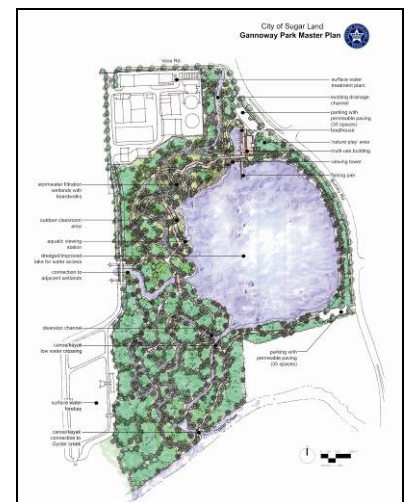 City of Sugar Land
Gannoway Park Master Plan
Voss Rd.
surface water
treatment plant
existing drainage
channel
parking with
permeable paving
(35 spaces)
boathouse
'nature play' area
multi-use building
viewing tower
fishing pier
stormwater filtration
wetlands with
boardwalks
outdoor classroom
area
aquatic viewing
station
dredged/improved
lake for water access
connection to
adjacent wetlands
diversion channel
canoe/kayak
low water crossing
parking with
permeable paving
(35 spaces)
surface water
forebay
canoe/kayak
connection to
Oyster creek